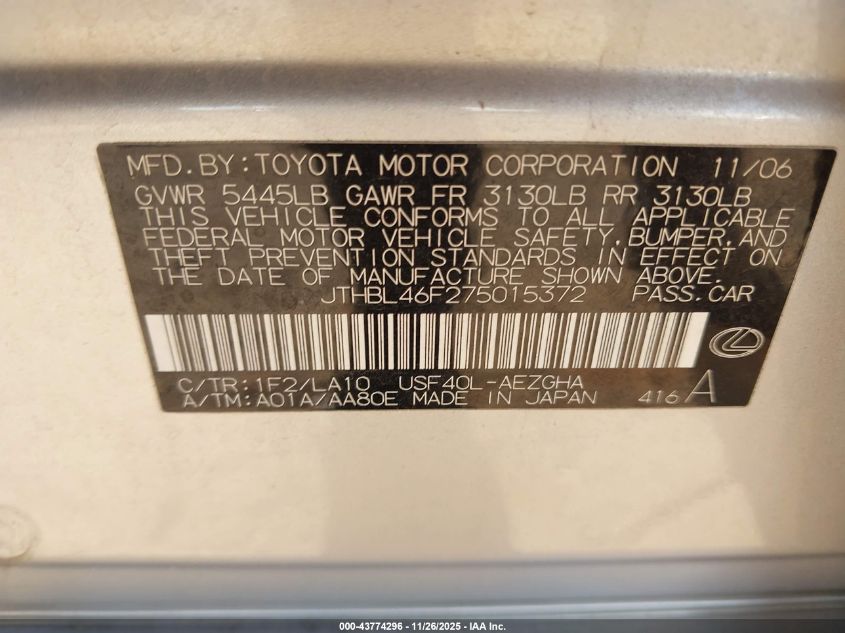 MFD.BY:TOYOTA MOTOR CORPORATION 11/06
GVWR 5445LB GAWR FR 3130LB RR 3130LB
THIS VEHICLE CONFORMS TO ALL APPLICABLE
FEDERAL MOTOR VEHICLE SAFETY,BUMPER,AND
THEFT PREVENTION STANDARDS IN EFFECT ON
THE DATE OF MANUFACTURE SHOWN ABOVE.
JTHBL46F275015372 PASS.CAR
C/TR:1F2/LA10 USF40L-AEZGHA
A/TM:A01A/AA80E MADE IN JAPAN 416A
000-43774296 - 11/26/2025 - IAA Inc.